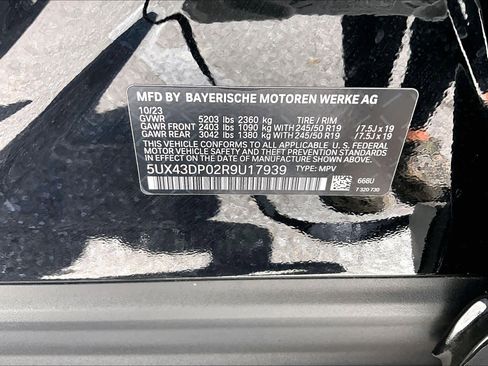 MFD BY BAYERISCHE MOTOREN WERKE AG
10/23
GVWR 5203 lbs 2360 kg TIRE / RIM
GAWR FRONT 2403 lbs 1090 kg WITH 245/50 R19 /7.5J x 19
GAWR REAR 3042 lbs 1380 kg WITH 245/50 R19 /7.5J x 19
THIS VEHICLE CONFORMS TO ALL APPLICABLE U.S. FEDERAL
MOTOR VEHICLE SAFETY, BUMPER, AND THEFT PREVENTION
STANDARDS IN EFFECT ON THE DATE OF MANUFACTURE SHOWN ABOVE.
5UX43DP02R9U17939 TYPE: MPV
668U
7 320 730